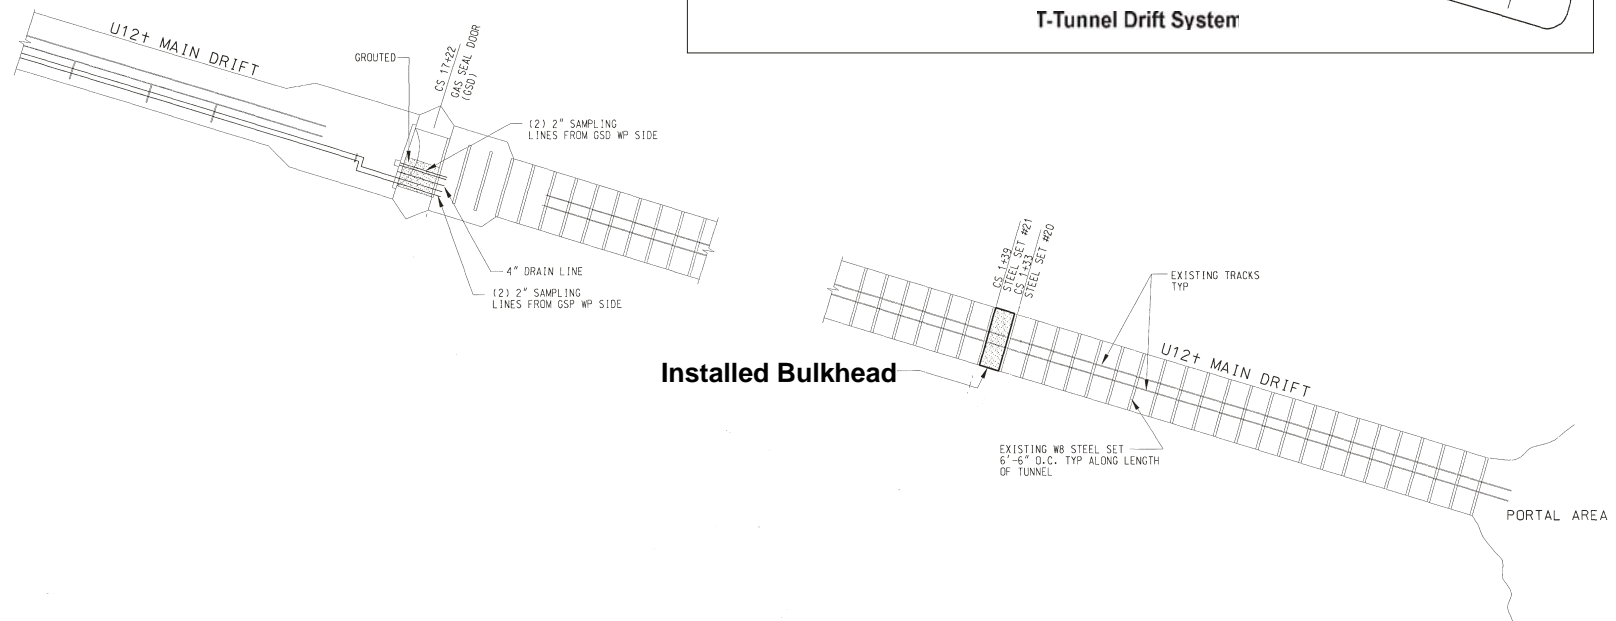 T-Tunnel Drift System
U12t MAIN DRIFT
GROUTED
CS 17+22
GAS SEAL DOOR
(GSD)
(2) 2" SAMPLING
LINES FROM GSD WP SIDE
4" DRAIN LINE
(2) 2" SAMPLING
LINES FROM GSP WP SIDE
CS 1+39
STEEL SET #21
CS 1+33
STEEL SET #20
EXISTING TRACKS
TYP
U12t MAIN DRIFT
Installed Bulkhead
EXISTING W8 STEEL SET
6'-6" O.C. TYP ALONG LENGTH
OF TUNNEL
PORTAL AREA